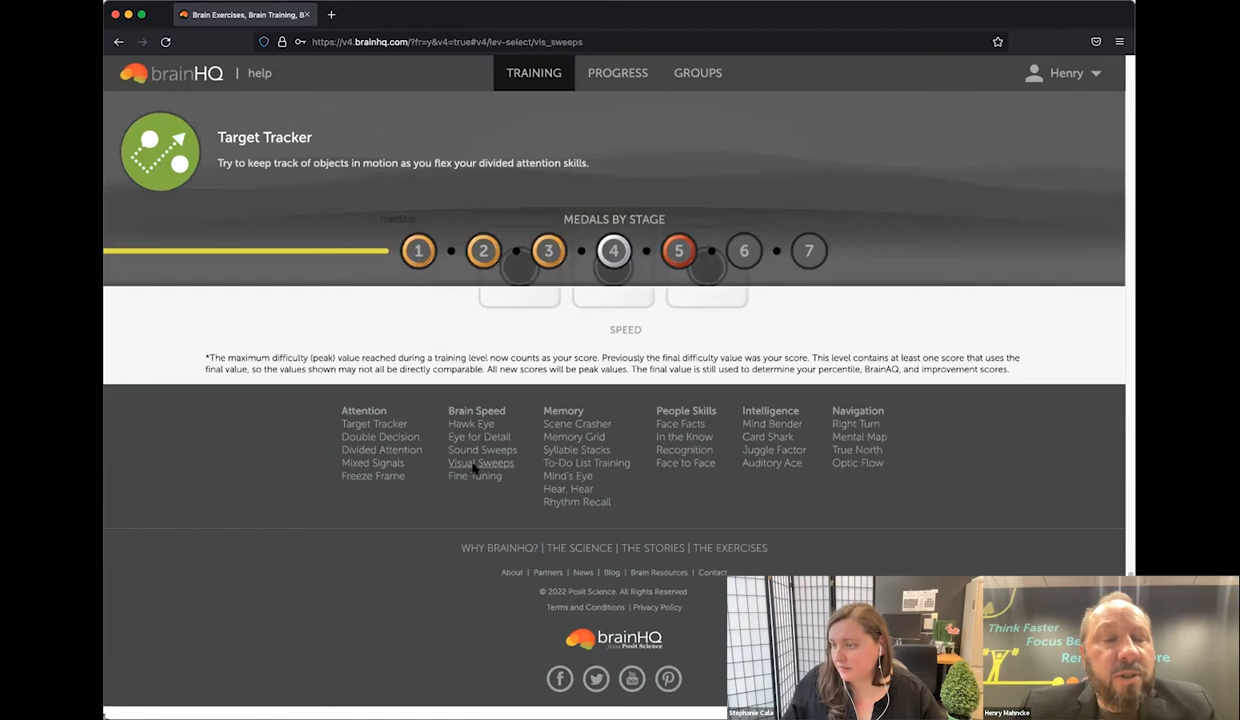 Brain Exercises, Brain Training, B
https://v4.brainhq.com/?fr=y&v4=true#v4/lev-select/vis_sweeps
brainHQ | help
TRAINING PROGRESS GROUPS
Henry
Target Tracker
Try to keep track of objects in motion as you flex your divided attention skills.
MEDALS BY STAGE
1 2 3 4 5 6 7
SPEED
*The maximum difficulty (peak) value reached during a training level now counts as your score. Previously the final difficulty value was your score. This level contains at least one score that uses the
final value, so the values shown may not all be directly comparable. All new scores will be peak values. The final value is still used to determine your percentile, BrainAQ, and improvement scores.
Attention Brain Speed Memory People Skills Intelligence Navigation
Target Tracker Hawk Eye Scene Crasher Face Facts Mind Bender Right Turn
Double Decision Eye for Detail Memory Grid In the Know Card Shark Mental Map
Divided Attention Sound Sweeps Syllable Stacks Recognition Juggle Factor True North
Mixed Signals Visual Sweeps To-Do List Training Face to Face Auditory Ace Optic Flow
Freeze Frame Fine Tuning Mind's Eye
Hear, Hear
Rhythm Recall
WHY BRAINHQ? | THE SCIENCE | THE STORIES | THE EXERCISES
About | Partners | News | Blog | Brain Resources | Contact
© 2022 Posit Science. All Rights Reserved.
Terms and Conditions | Privacy Policy
brainHQ
from Posit Science
Think Faster
Focus Be
Re ore
Stephanie Cala
Henry Mahncke